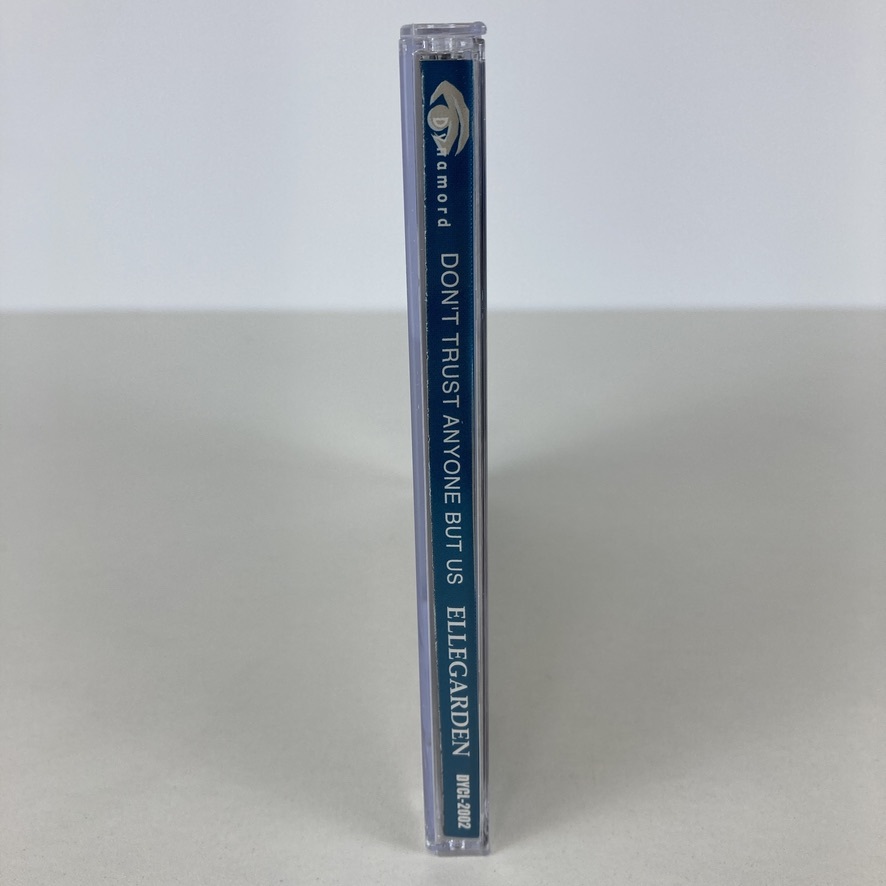 Dynamord
DON'T TRUST ANYONE BUT US
ELLEGARDEN
DYCL-2002